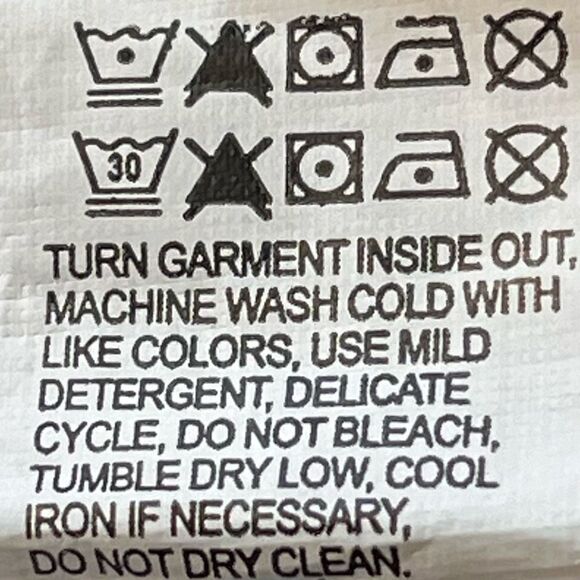 30
TURN GARMENT INSIDE OUT,
MACHINE WASH COLD WITH
LIKE COLORS, USE MILD
DETERGENT, DELICATE
CYCLE, DO NOT BLEACH,
TUMBLE DRY LOW, COOL
IRON IF NECESSARY,
DO NOT DRY CLEAN.